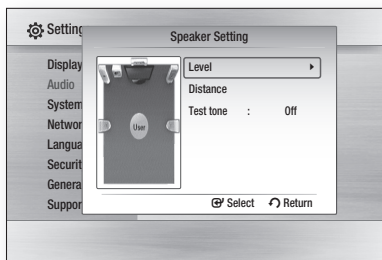 Setting
Speaker Setting
Display
Audio
System
Networ
Langua
Securit
Genera
Suppor
User
Level
Distance
Test tone : Off
Select Return